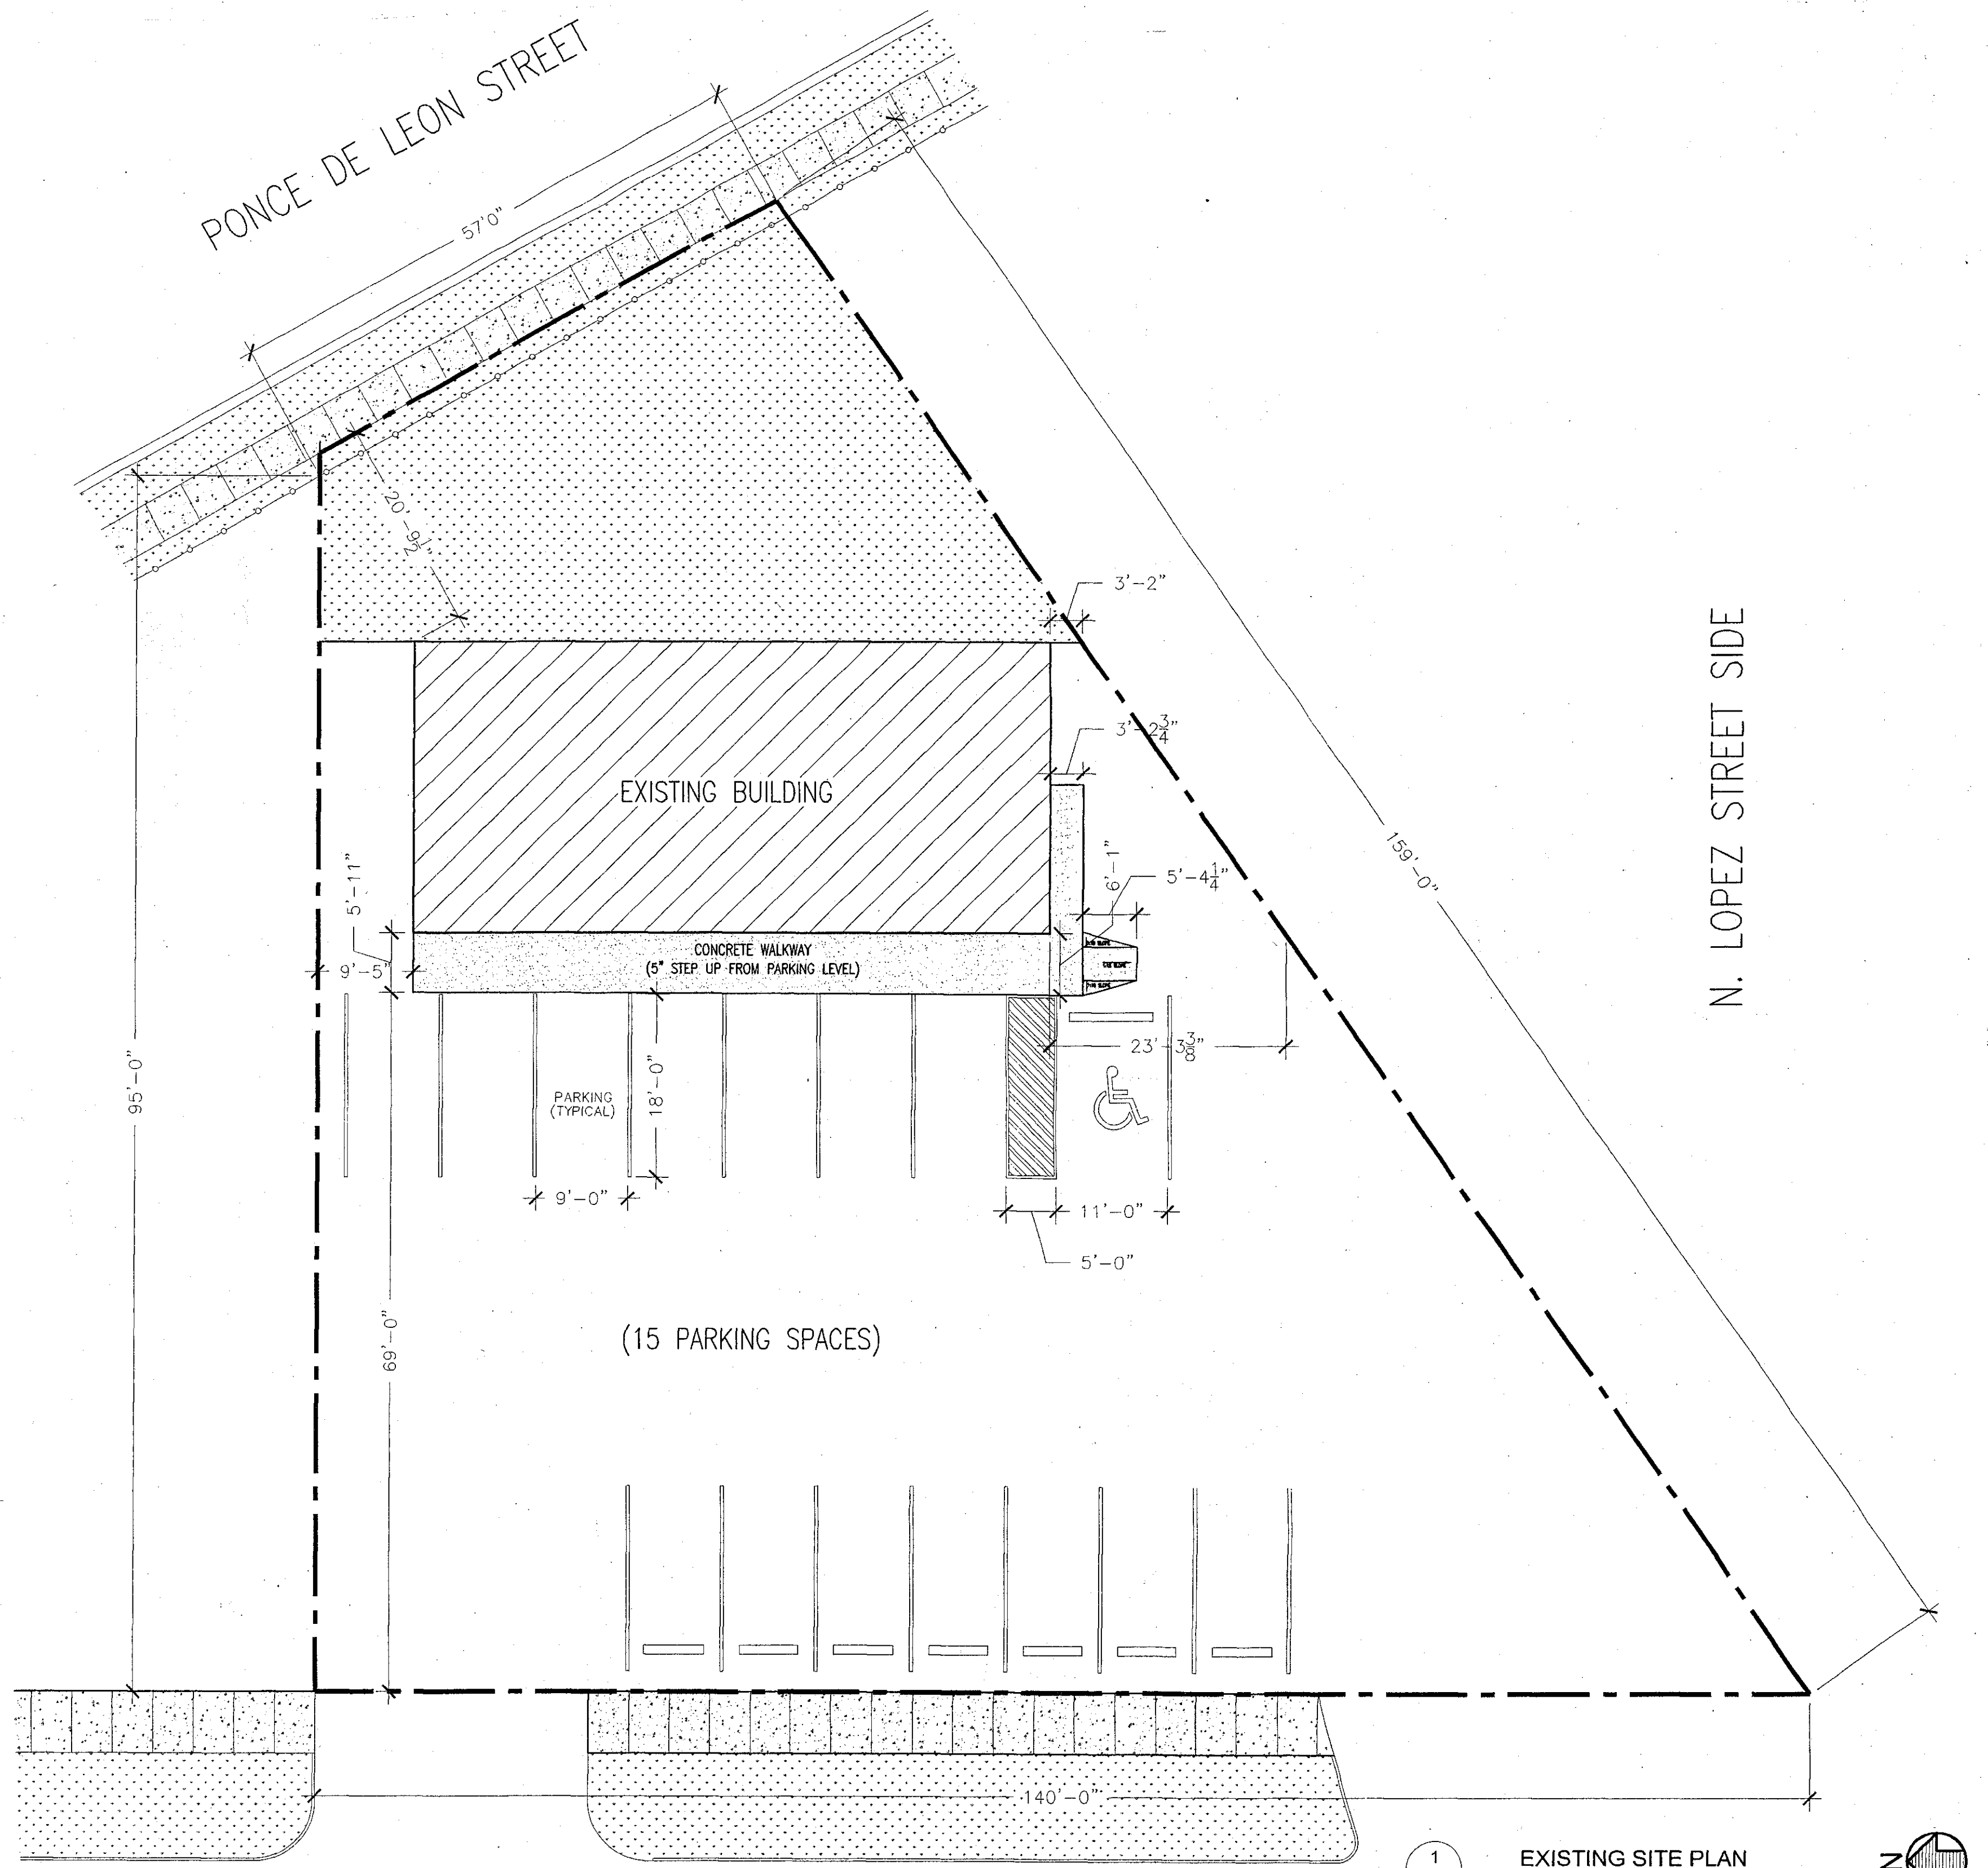 PONCE DE LEON STREET
57'0"
20'-9½"
3'-2"
3'-2¾"
EXISTING BUILDING
159'-0"
N. LOPEZ STREET SIDE
6'-1"
5'-4¼"
5'-11"
CONCRETE WALKWAY
(5" STEP UP FROM PARKING LEVEL)
9'-5"
23'-3⅜"
95'-0"
PARKING
(TYPICAL)
18'-0"
9'-0"
11'-0"
5'-0"
69'-0"
(15 PARKING SPACES)
140'-0"
1
EXISTING SITE PLAN
N